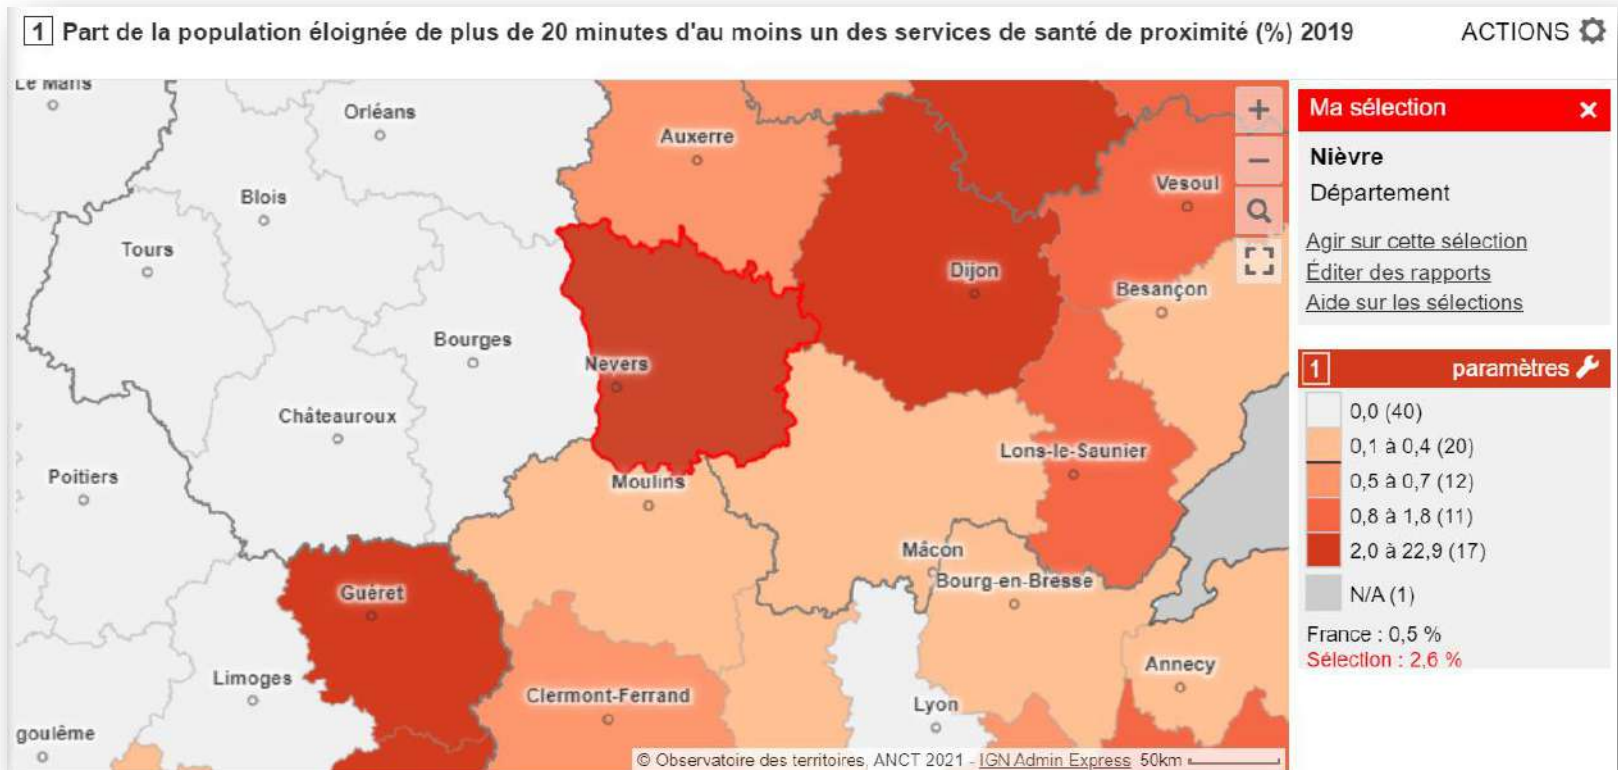 1 Part de la population éloignée de plus de 20 minutes d'au moins un des services de santé de proximité (%) 2019
ACTIONS
Le Mans
Orléans
Auxerre
Blois
Vesoul
Tours
Dijon
Besançon
Bourges
Nevers
Châteauroux
Lons-le-Saunier
Poitiers
Moulins
Mâcon
Bourg-en-Bresse
Guéret
Limoges
Annecy
Clermont-Ferrand
Lyon
goulême
© Observatoire des territoires, ANCT 2021 - IGN Admin Express 50km
+
−
Ma sélection ×
Nièvre
Département
Agir sur cette sélection
Éditer des rapports
Aide sur les sélections
1 paramètres
0,0 (40)
0,1 à 0,4 (20)
0,5 à 0,7 (12)
0,8 à 1,8 (11)
2,0 à 22,9 (17)
N/A (1)
France : 0,5 %
Sélection : 2,6 %